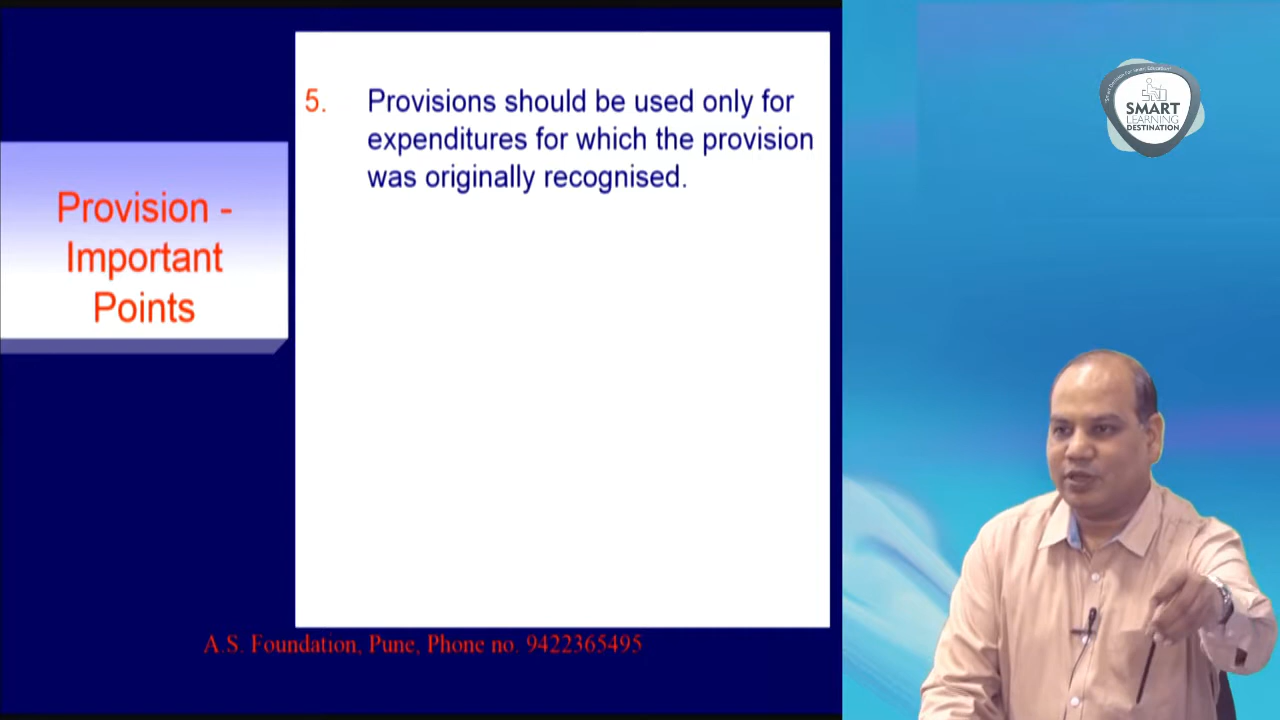 5. Provisions should be used only for
expenditures for which the provision
was originally recognised.
Provision -
Important
Points
A.S. Foundation, Pune, Phone no. 9422365495
SMART
LEARNING
DESTINATION